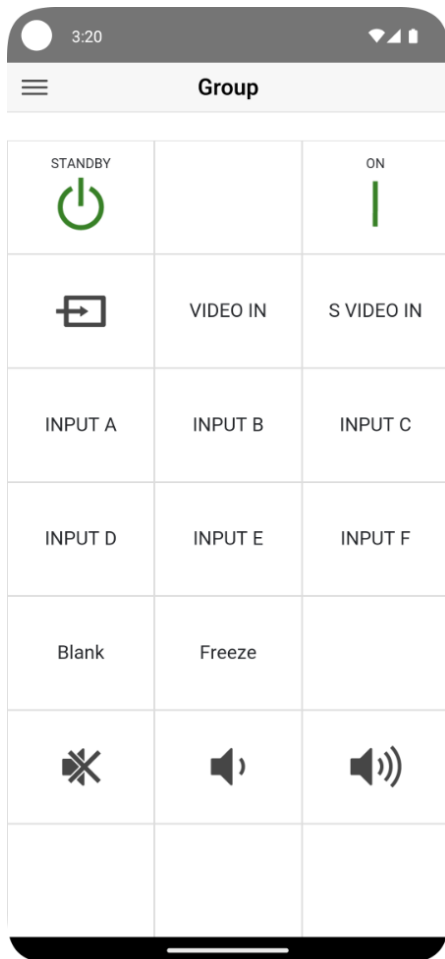 3:20
Group
STANDBY
ON
VIDEO IN
S VIDEO IN
INPUT A
INPUT B
INPUT C
INPUT D
INPUT E
INPUT F
Blank
Freeze